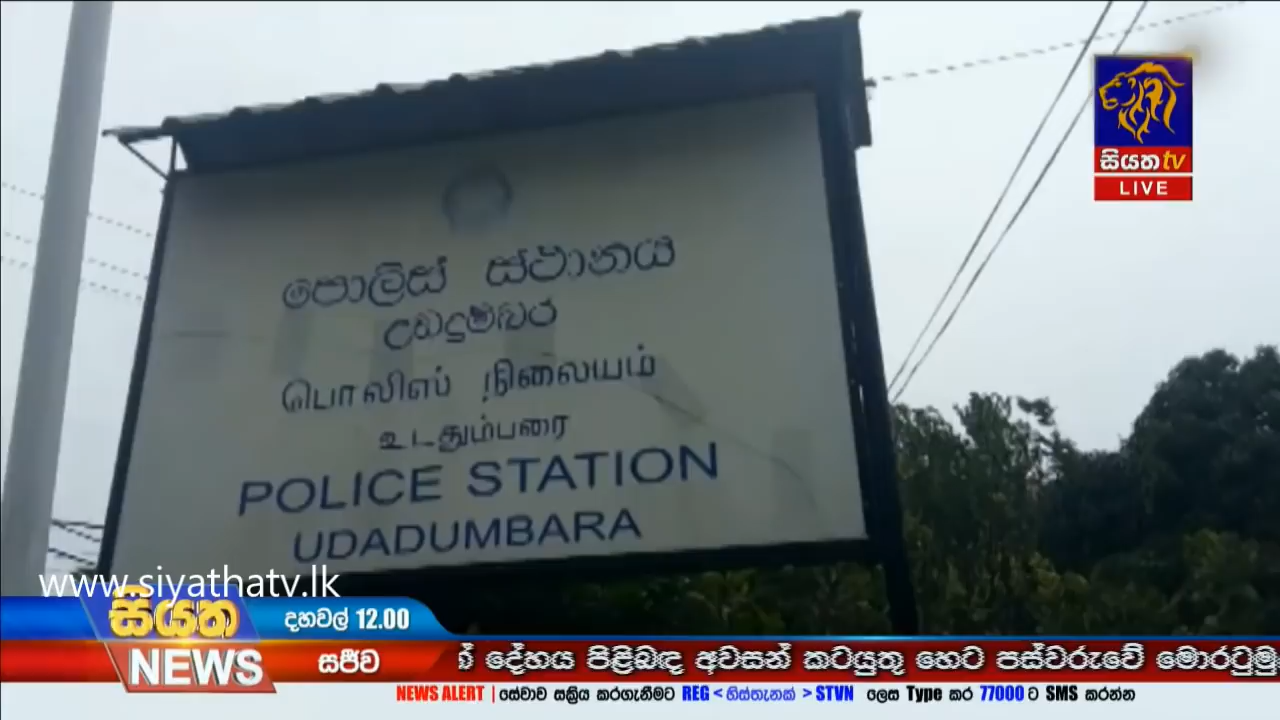 සියත tv
LIVE
පොලිස් ස්ථානය
උඩදුම්බර
பொலிஸ் நிலையம்
உடதும்பரை
POLICE STATION
UDADUMBARA
www.siyathatv.lk
සියත
දහවල් 12.00
NEWS
සජීව
දේහය පිළිබඳ අවසන් කටයුතු හෙට පස්වරුවේ
NEWS ALERT | සේවාව සක්‍රිය කරගැනීමට REG < හිස්තැනක් > STVN ලෙස Type කර 77000 ට SMS කරන්න